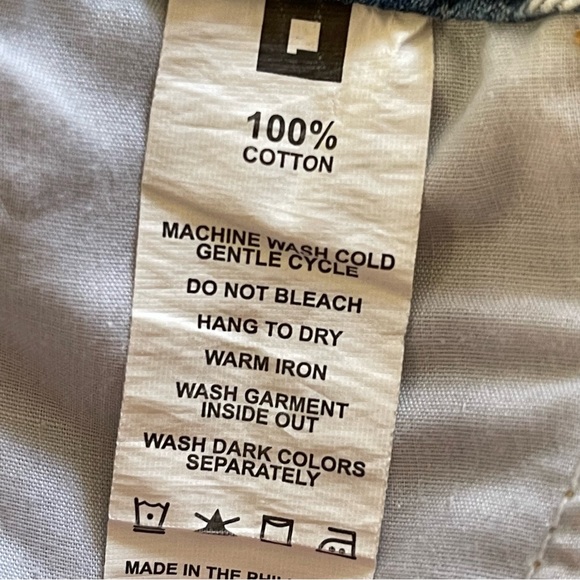 100%
COTTON
MACHINE WASH COLD
GENTLE CYCLE
DO NOT BLEACH
HANG TO DRY
WARM IRON
WASH GARMENT
INSIDE OUT
WASH DARK COLORS
SEPARATELY
MADE IN THE